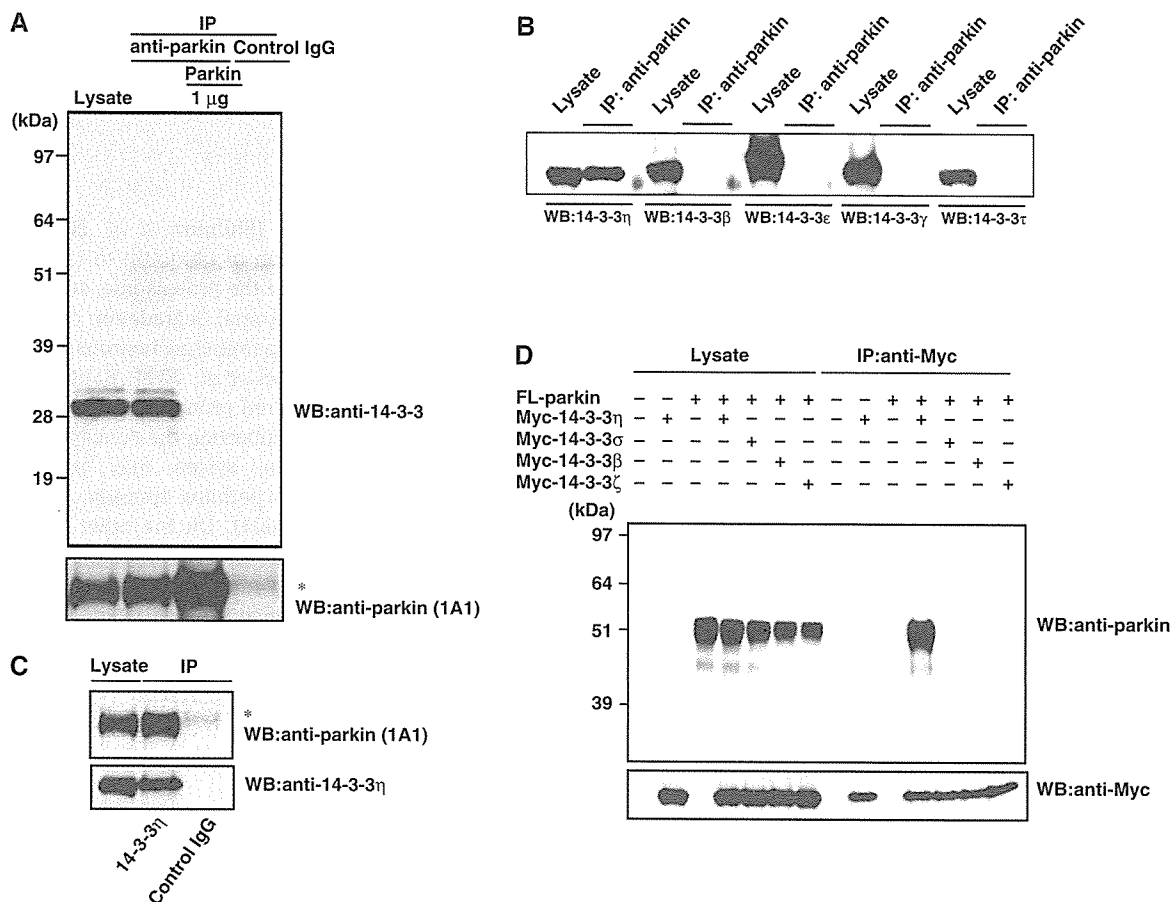 A
IP
anti-parkin Control IgG
Parkin
Lysate 1 μg
(kDa)
97
64
51
39
28
19
WB:anti-14-3-3
*
WB:anti-parkin (1A1)
B
Lysate
IP: anti-parkin
Lysate
IP: anti-parkin
Lysate
IP: anti-parkin
Lysate
IP: anti-parkin
Lysate
IP: anti-parkin
WB:14-3-3η WB:14-3-3β WB:14-3-3ε WB:14-3-3γ WB:14-3-3τ
C
Lysate IP
*
WB:anti-parkin (1A1)
WB:anti-14-3-3η
14-3-3η
Control IgG
D
Lysate IP:anti-Myc
FL-parkin – – + + + + + – – + + + + +
Myc-14-3-3η – + – + – – – – + – + – – –
Myc-14-3-3σ – – – – + – – – – – – + – –
Myc-14-3-3β – – – – – + – – – – – – + –
Myc-14-3-3ζ – – – – – – + – – – – – – +
(kDa)
97
64
51
39
WB:anti-parkin
WB:anti-Myc